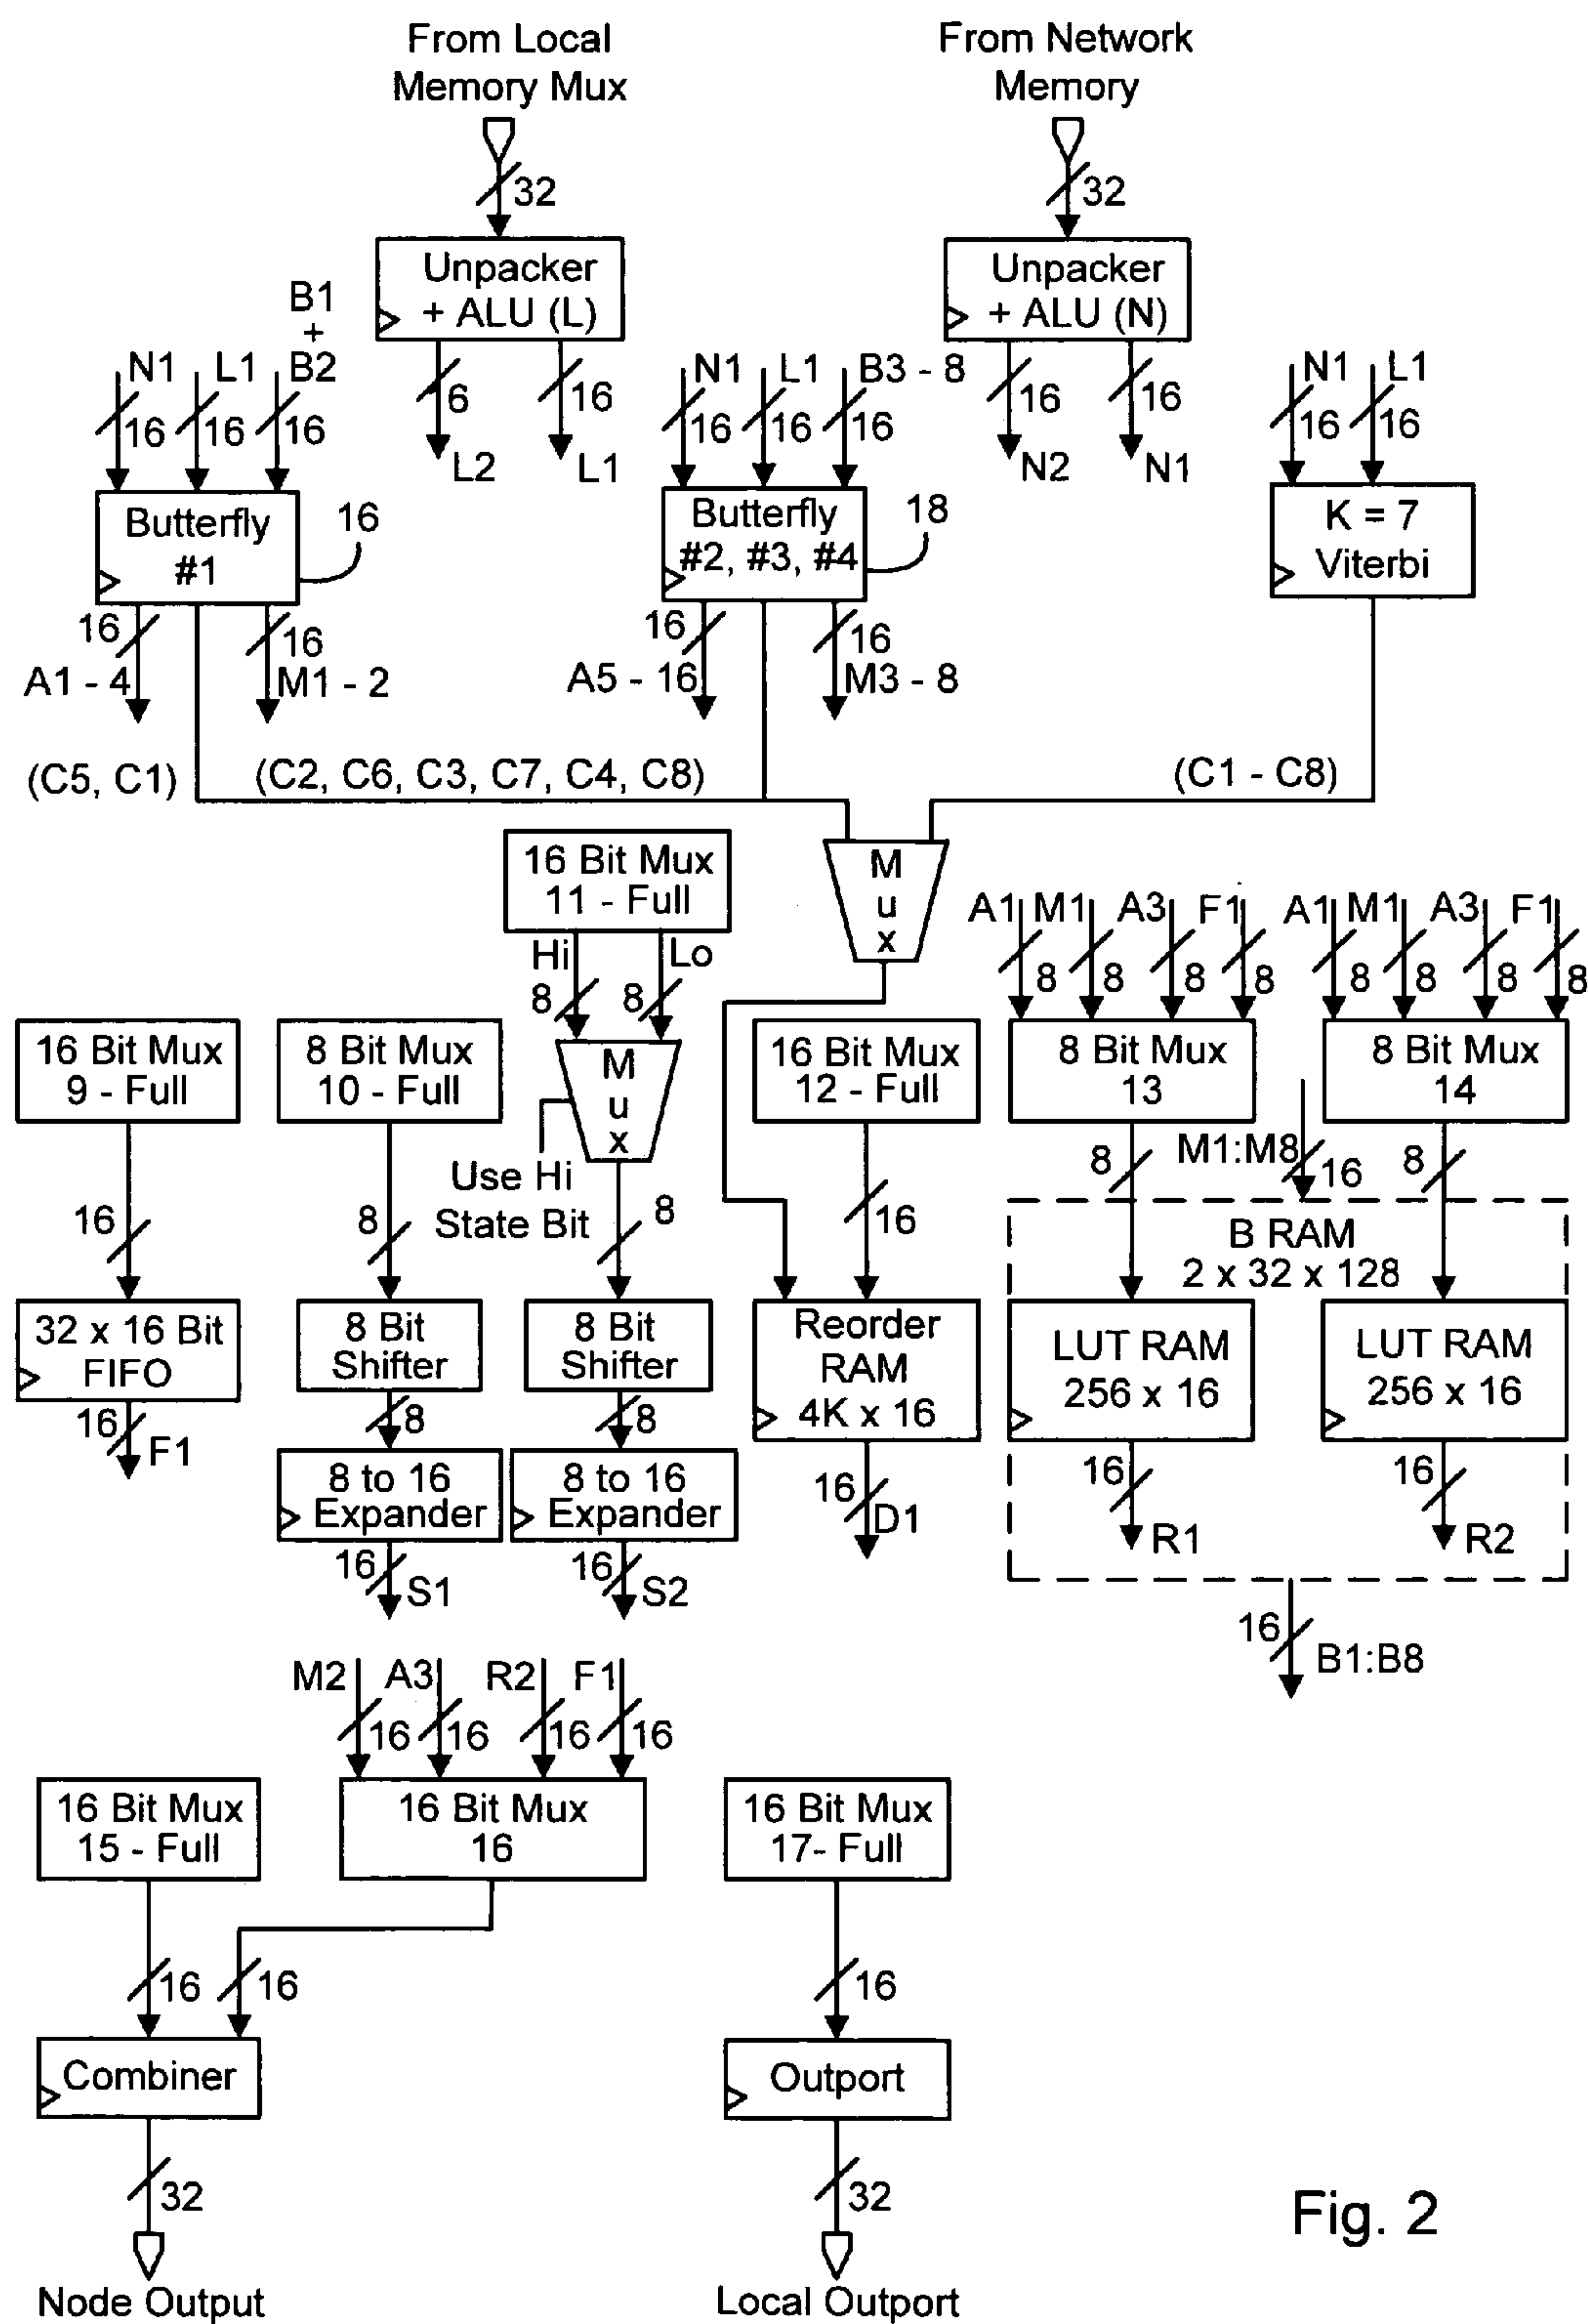 From Local
Memory Mux
From Network
Memory
32
32
Unpacker
+ ALU (L)
Unpacker
+ ALU (N)
B1
+
B2
N1
L1
16
16
16
6
16
L2
L1
N1
L1
B3 - 8
16
16
16
16
16
N2
N1
N1
L1
16
16
Butterfly
#1
16
Butterfly
#2, #3, #4
18
K = 7
Viterbi
16
16
A1 - 4
M1 - 2
16
16
A5 - 16
M3 - 8
(C5, C1)
(C2, C6, C3, C7, C4, C8)
(C1 - C8)
16 Bit Mux
11 - Full
Mux
Hi
Lo
8
8
A1
M1
A3
F1
8
8
8
8
A1
M1
A3
F1
8
8
8
8
16 Bit Mux
9 - Full
8 Bit Mux
10 - Full
Mux
16 Bit Mux
12 - Full
8 Bit Mux
13
8 Bit Mux
14
Use Hi
State Bit
16
8
8
16
8
M1:M8
16
8
B RAM
2 x 32 x 128
32 x 16 Bit
FIFO
8 Bit
Shifter
8 Bit
Shifter
Reorder
RAM
4K x 16
LUT RAM
256 x 16
LUT RAM
256 x 16
16
F1
8
8
8 to 16
Expander
8 to 16
Expander
16
S1
16
S2
16
D1
16
R1
16
R2
16
B1:B8
M2
A3
R2
F1
16
16
16
16
16 Bit Mux
15 - Full
16 Bit Mux
16
16 Bit Mux
17- Full
16
16
16
Combiner
Outport
32
32
Node Output
Local Outport
Fig. 2